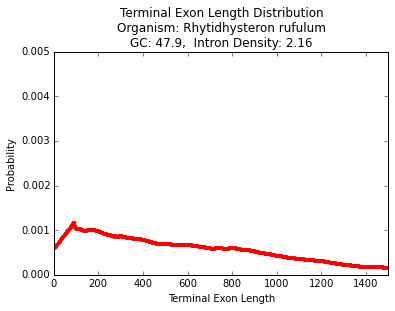 Terminal Exon Length Distribution
Organism: Rhytidhysteron rufulum
GC: 47.9,  Intron Density: 2.16
0.005
0.004
0.003
0.002
0.001
0.000
Probability
0 200 400 600 800 1000 1200 1400
Terminal Exon Length